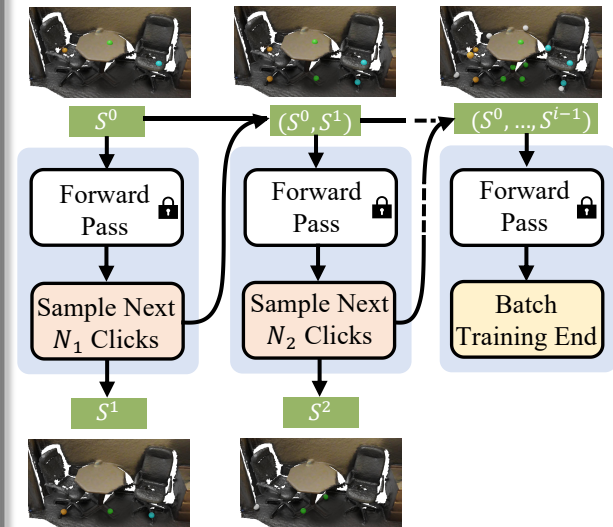 S⁰
(S⁰, S¹)
(S⁰, ..., Sⁱ⁻¹)
Forward
Pass
Forward
Pass
Forward
Pass
Sample Next
N₁ Clicks
Sample Next
N₂ Clicks
Batch
Training End
S¹
S²